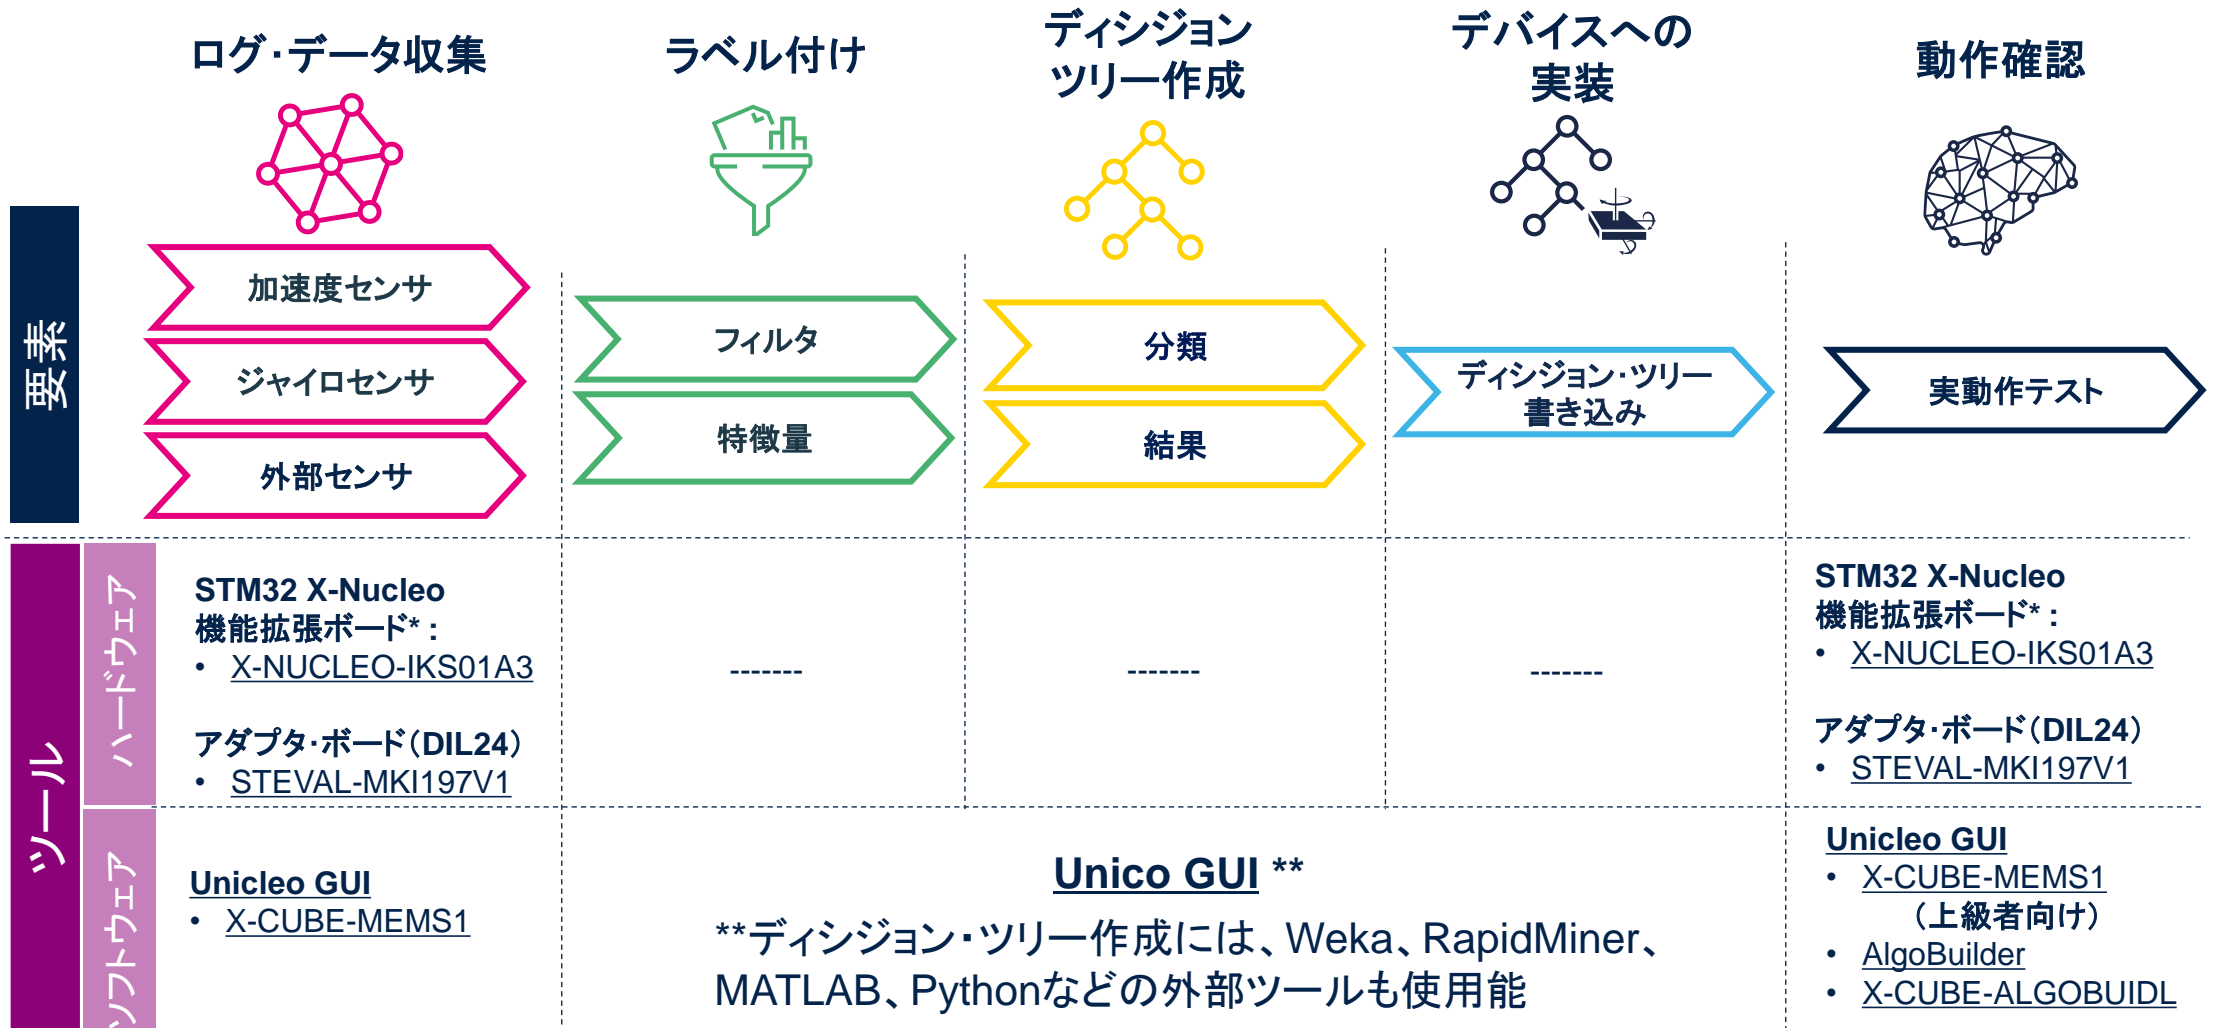 ログ・データ収集
ラベル付け
ディシジョン
ツリー作成
デバイスへの
実装
動作確認
要素
加速度センサ
ジャイロセンサ
外部センサ
フィルタ
特徴量
分類
結果
ディシジョン・ツリー
書き込み
実動作テスト
ツール
ハードウェア
STM32 X-Nucleo
機能拡張ボード* :
• X-NUCLEO-IKS01A3
アダプタ・ボード（DIL24）
• STEVAL-MKI197V1
-------
-------
-------
STM32 X-Nucleo
機能拡張ボード* :
• X-NUCLEO-IKS01A3
アダプタ・ボード（DIL24）
• STEVAL-MKI197V1
ソフトウェア
Unicleo GUI
• X-CUBE-MEMS1
Unico GUI **
**ディシジョン・ツリー作成には、Weka、RapidMiner、
MATLAB、Pythonなどの外部ツールも使用能
Unicleo GUI
• X-CUBE-MEMS1
（上級者向け）
• AlgoBuilder
• X-CUBE-ALGOBUIDL